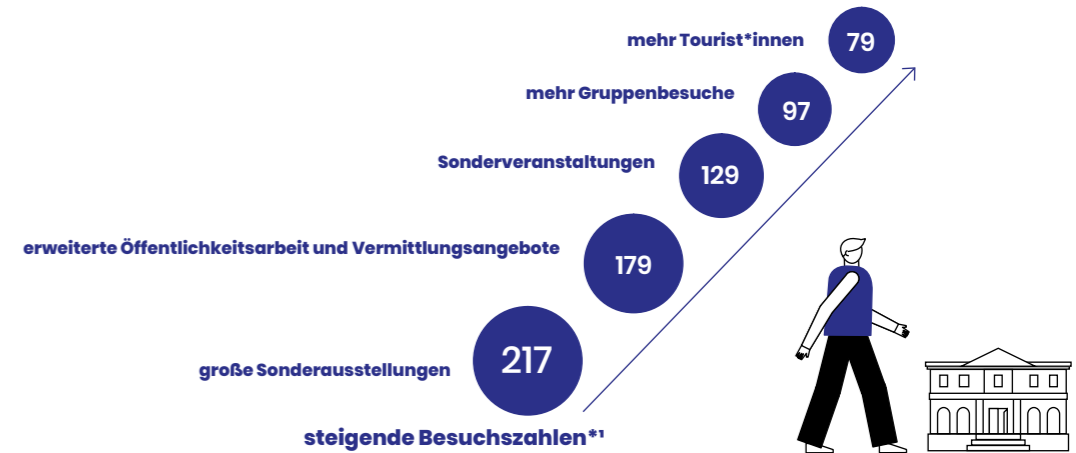 mehr Tourist*innen
79
mehr Gruppenbesuche
97
Sonderveranstaltungen
129
erweiterte Öffentlichkeitsarbeit und Vermittlungsangebote
179
große Sonderausstellungen
217
steigende Besuchszahlen*¹